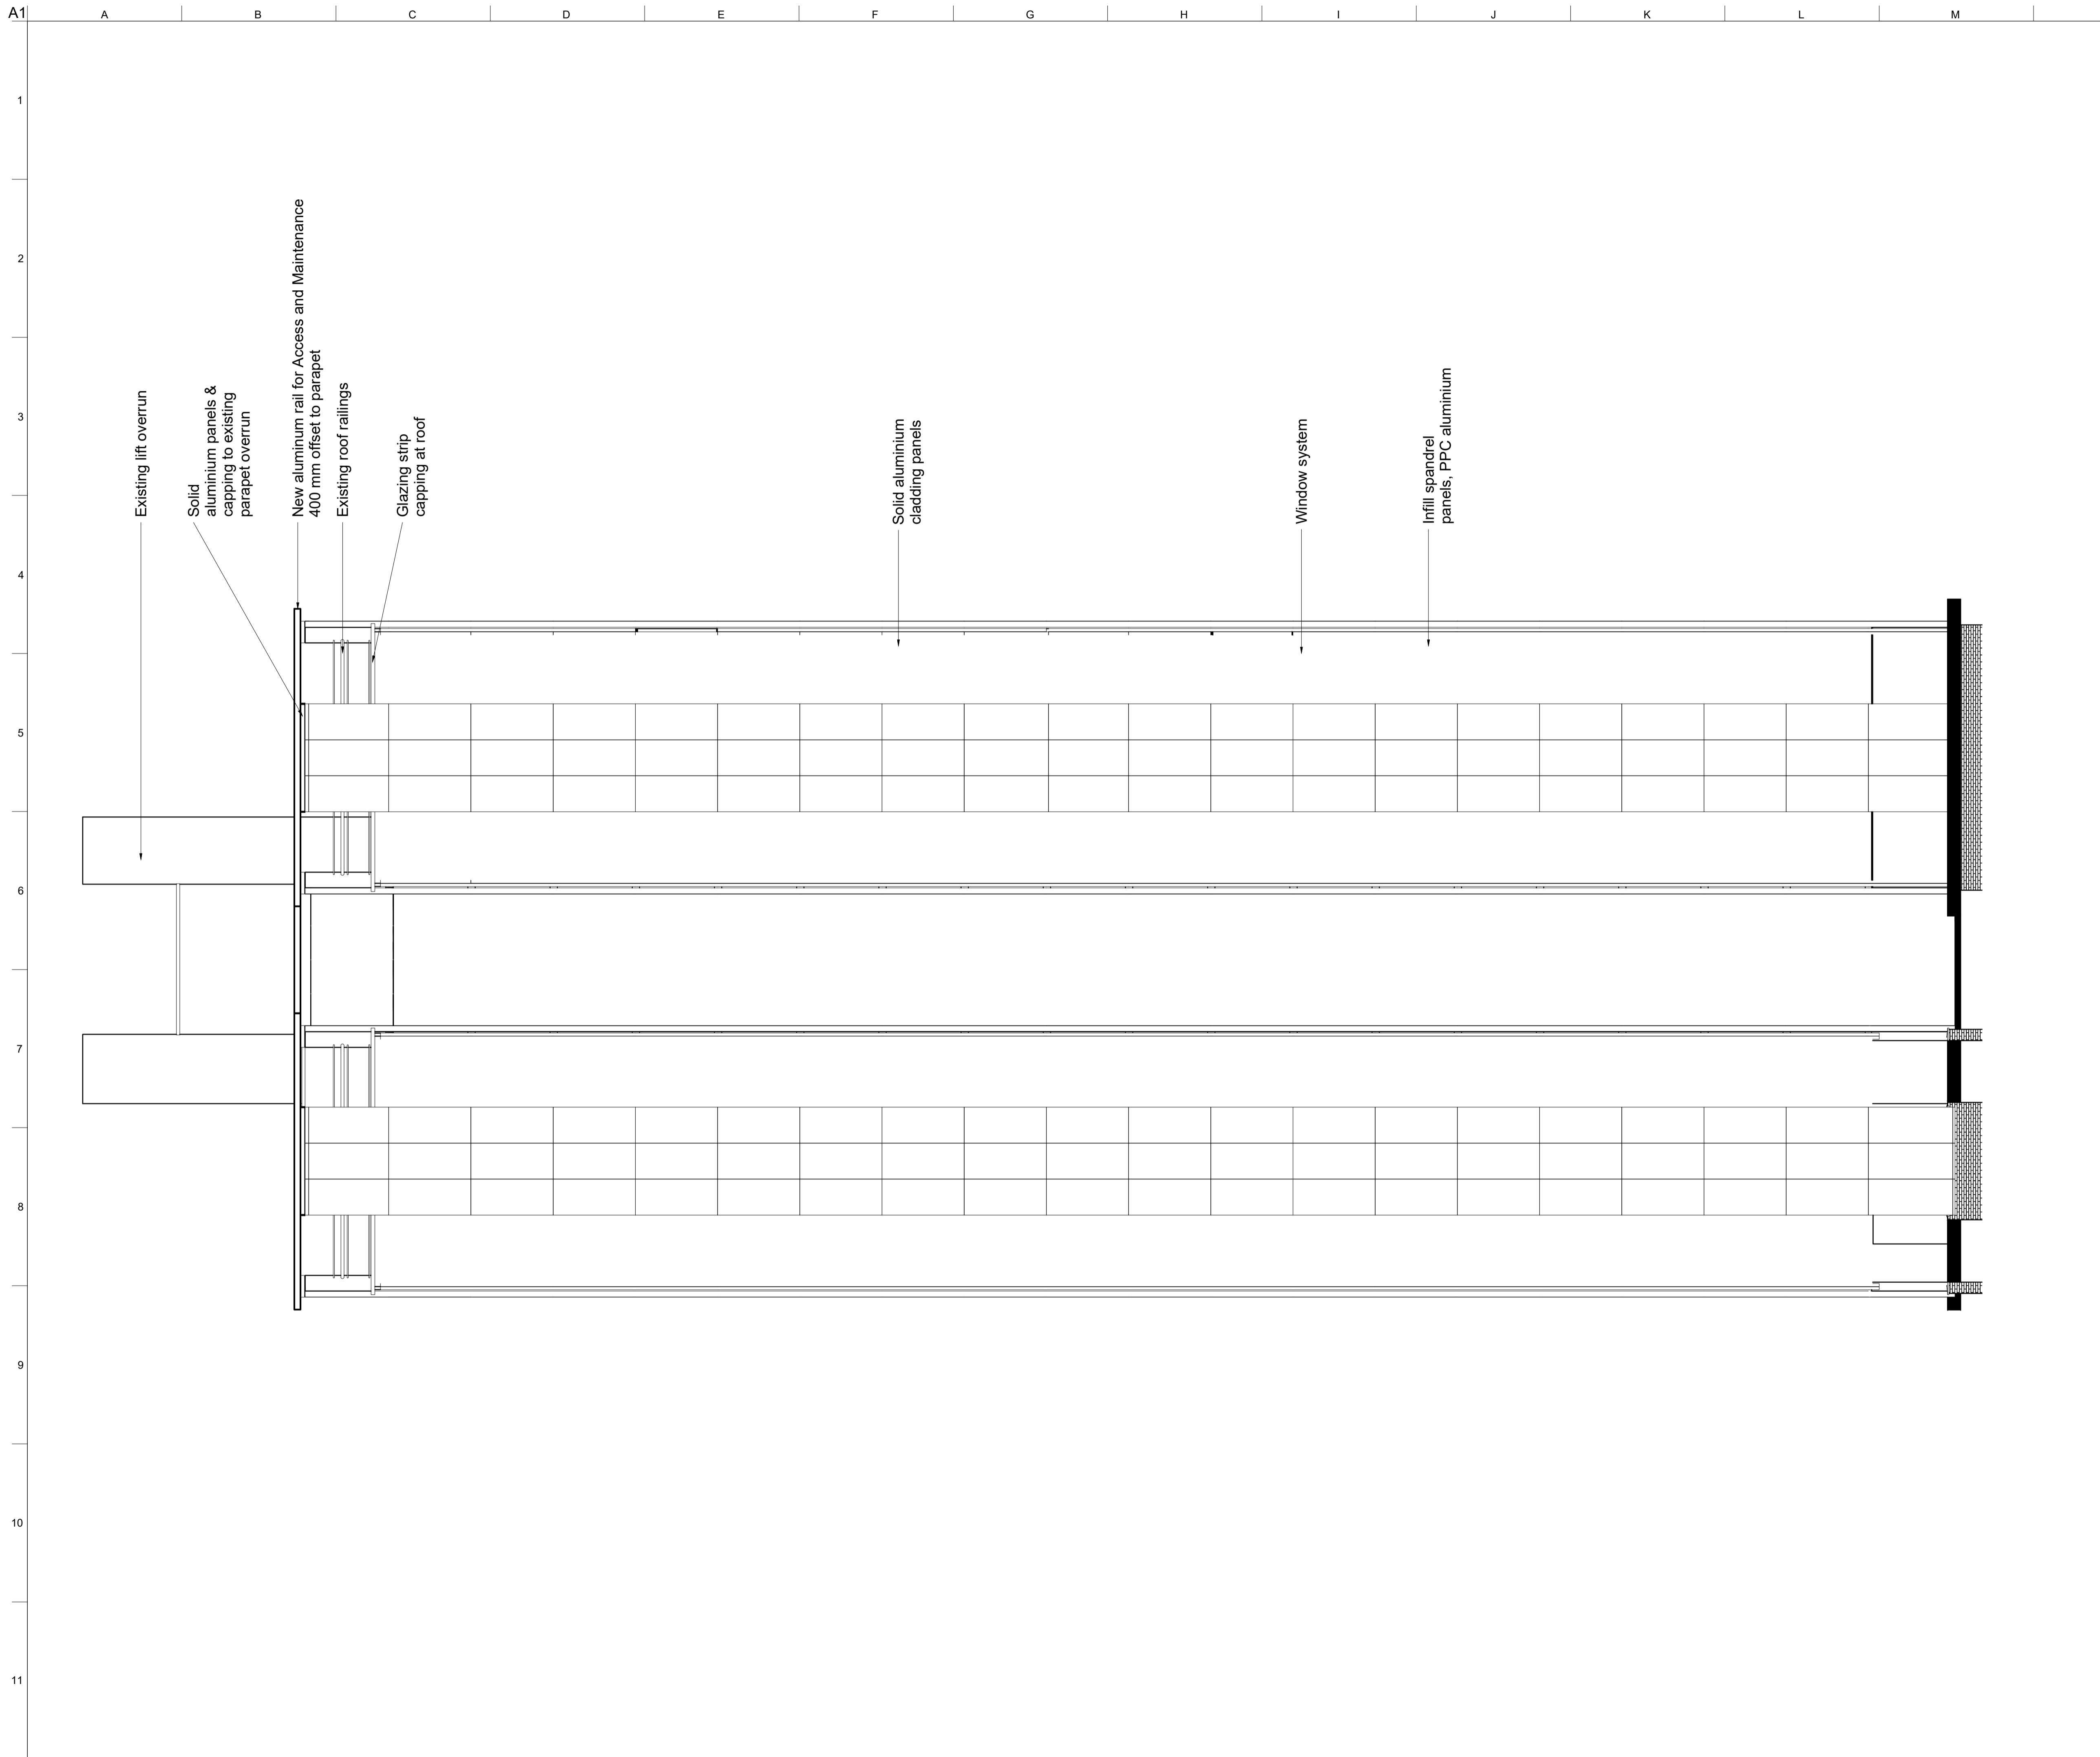 A1
A
B
C
D
E
F
G
H
I
J
K
L
M
1
2
3
4
5
6
7
8
9
10
11
Existing lift overrun
Solid
aluminium panels &
capping to existing
parapet overrun
New aluminum rail for Access and Maintenance
400 mm offset to parapet
Existing roof railings
Glazing strip
capping at roof
Solid aluminium
cladding panels
Window system
Infill spandrel
panels, PPC aluminium